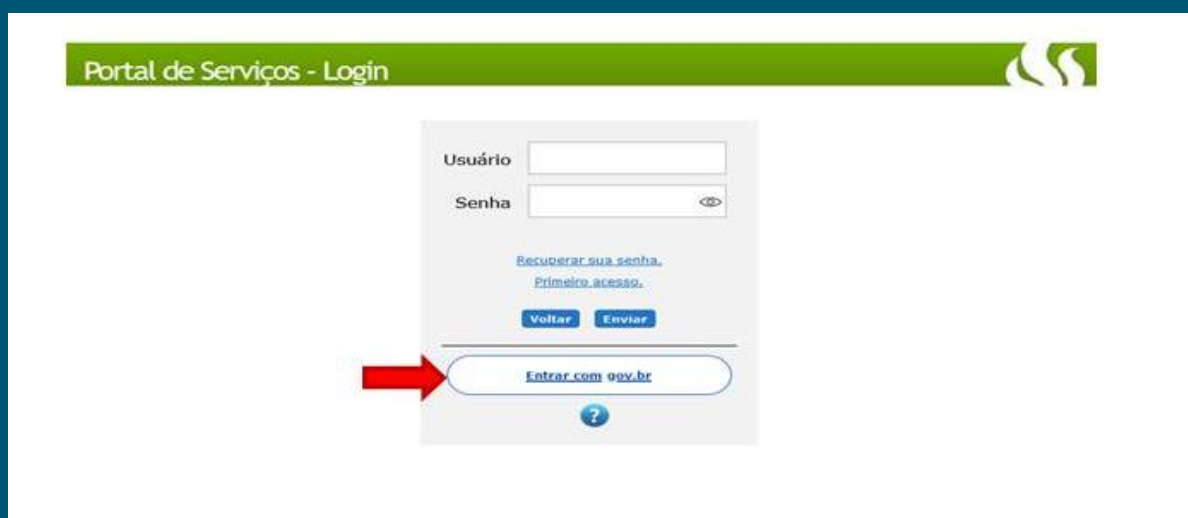 Portal de Serviços - Login
Usuário
Senha
Recuperar sua senha.
Primeiro acesso.
Voltar Enviar
Entrar com gov.br
?